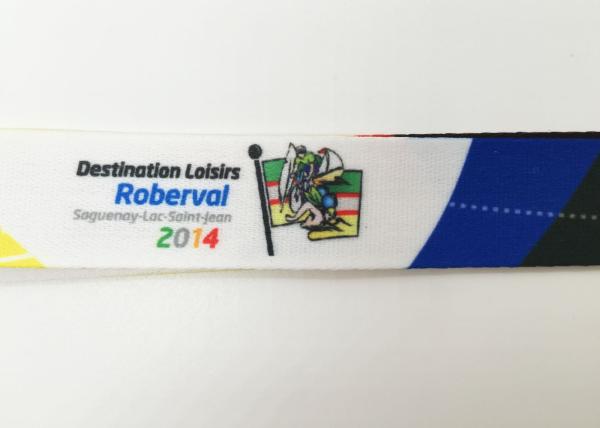 Destination Loisirs
Roberval
Saguenay-Lac-Saint-Jean
2014